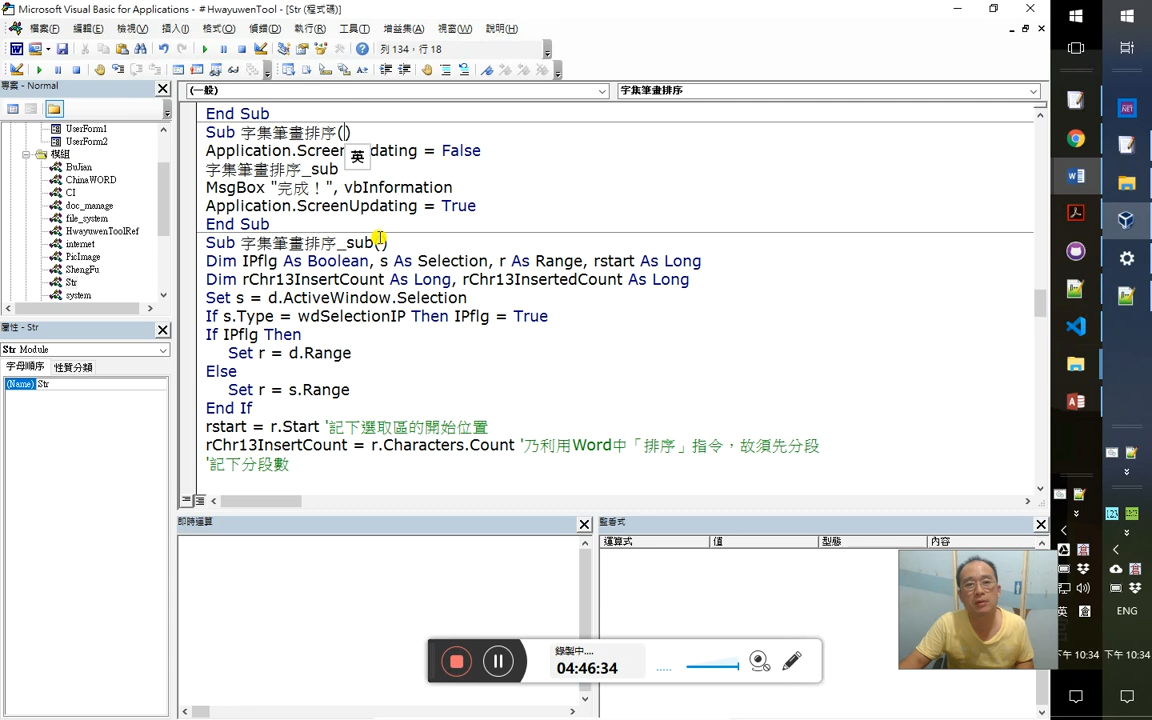 Microsoft Visual Basic for Applications - #HwayuwenTool - [Str (程式碼)]
檔案(F) 編輯(E) 檢視(V) 插入(I) 格式(O) 偵錯(D) 執行(R) 工具(T) 增益集(A) 視窗(W) 說明(H)
列 134，行 18
專案 - Normal
(一般) 字集筆畫排序
UserForm1
UserForm2
模組
BuJian
ChinaWORD
CI
doc_manage
file_system
HwayuwenToolRef
internet
PicImage
ShengFu
Str
system
屬性 - Str
Str Module
字母順序 性質分類
(Name) Str
End Sub
Sub 字集筆畫排序()
英
Application.Screen dating = False
字集筆畫排序_sub
MsgBox "完成！", vbInformation
Application.ScreenUpdating = True
End Sub
Sub 字集筆畫排序_sub()
Dim IPflg As Boolean, s As Selection, r As Range, rstart As Long
Dim rChr13InsertCount As Long, rChr13InsertedCount As Long
Set s = d.ActiveWindow.Selection
If s.Type = wdSelectionIP Then IPflg = True
If IPflg Then
Set r = d.Range
Else
Set r = s.Range
End If
rstart = r.Start '記下選取區的開始位置
rChr13InsertCount = r.Characters.Count '乃利用Word中「排序」指令，故須先分段
'記下分段數
即時運算
監看式
運算式 值 型態 內容
錄製中....
04:46:34
英
ENG
下午 10:34
下午 10:34